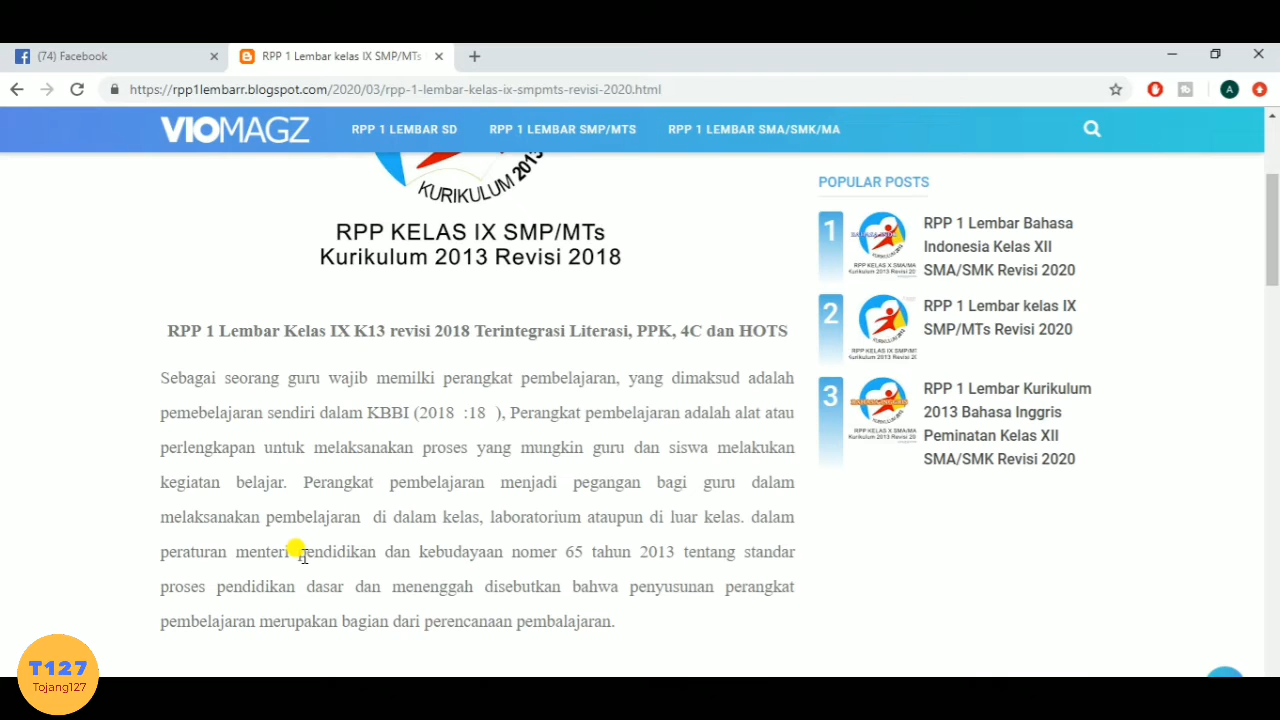 (74) Facebook
RPP 1 Lembar kelas IX SMP/MTs
https://rpp1lembarr.blogspot.com/2020/03/rpp-1-lembar-kelas-ix-smpmts-revisi-2020.html
A
VIOMAGZ
RPP 1 LEMBAR SD
RPP 1 LEMBAR SMP/MTS
RPP 1 LEMBAR SMA/SMK/MA
KURIKULUM 2013
RPP KELAS IX SMP/MTs
Kurikulum 2013 Revisi 2018
RPP 1 Lembar Kelas IX K13 revisi 2018 Terintegrasi Literasi, PPK, 4C dan HOTS
Sebagai seorang guru wajib memilki perangkat pembelajaran, yang dimaksud adalah
pemebelajaran sendiri dalam KBBI (2018 :18 ), Perangkat pembelajaran adalah alat atau
perlengkapan untuk melaksanakan proses yang mungkin guru dan siswa melakukan
kegiatan belajar. Perangkat pembelajaran menjadi pegangan bagi guru dalam
melaksanakan pembelajaran di dalam kelas, laboratorium ataupun di luar kelas. dalam
peraturan menteri pendidikan dan kebudayaan nomer 65 tahun 2013 tentang standar
proses pendidikan dasar dan menenggah disebutkan bahwa penyusunan perangkat
pembelajaran merupakan bagian dari perencanaan pembalajaran.
POPULAR POSTS
1
RPP 1 Lembar Bahasa
Indonesia Kelas XII
SMA/SMK Revisi 2020
2
RPP 1 Lembar kelas IX
SMP/MTs Revisi 2020
3
RPP 1 Lembar Kurikulum
2013 Bahasa Inggris
Peminatan Kelas XII
SMA/SMK Revisi 2020
T127
Tojang127